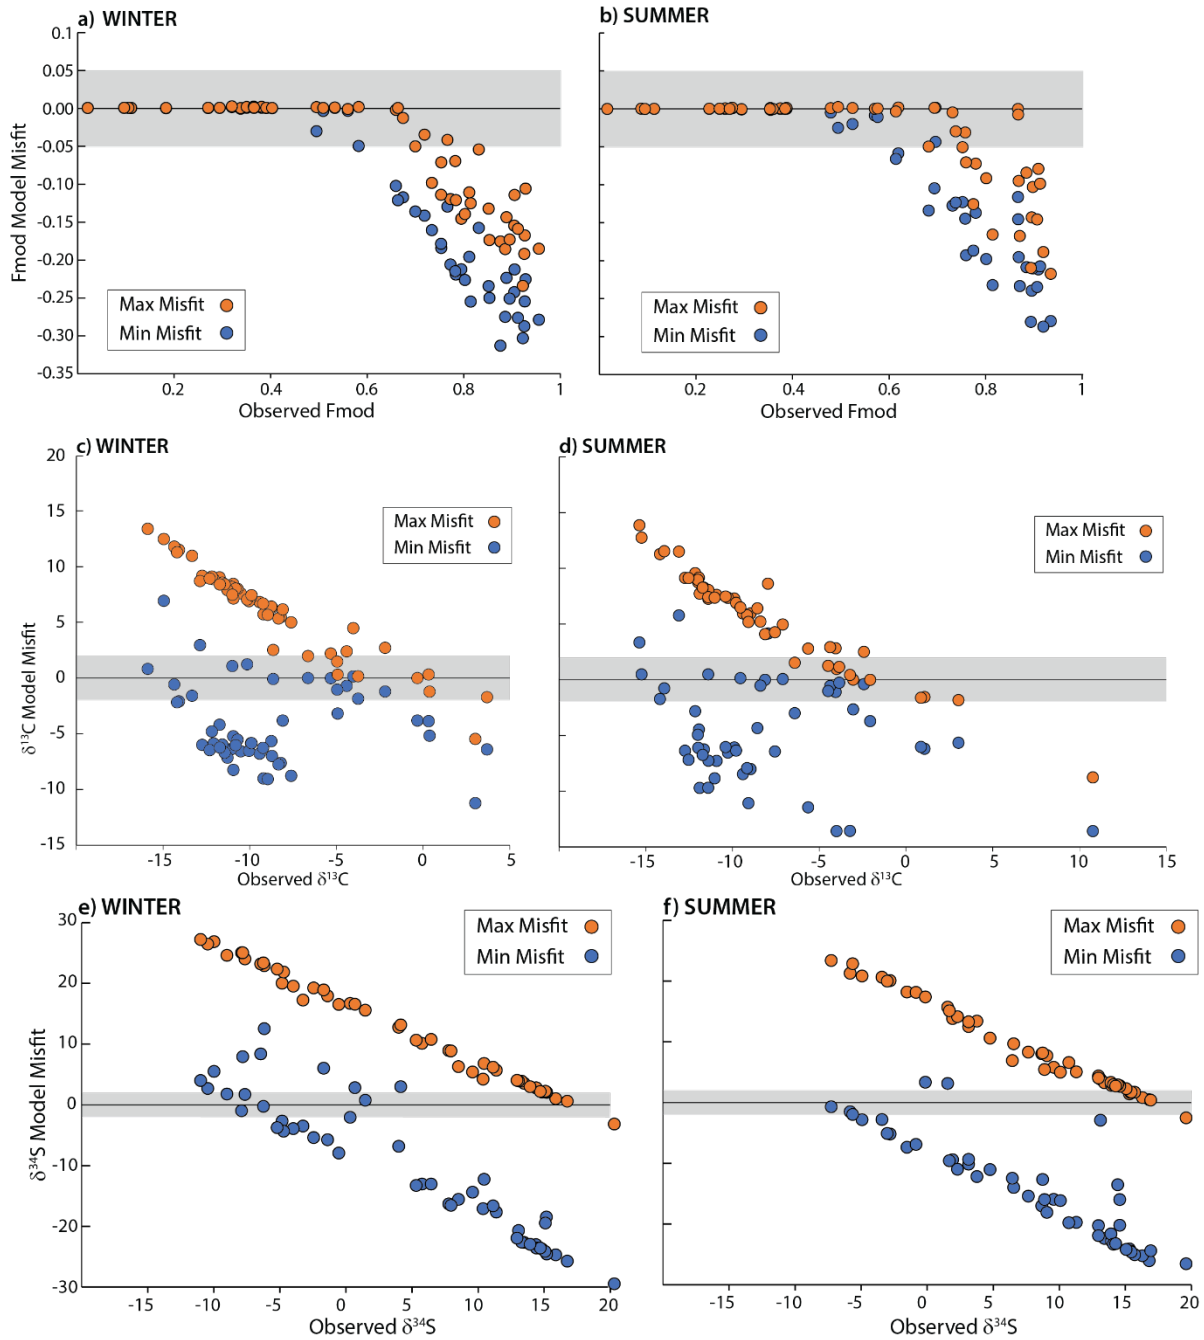 a) WINTER
b) SUMMER
0.10
0.05
0.00
-0.05
-0.10
-0.15
-0.20
-0.25
-0.30
-0.35
Fmod Model Misfit
Max Misfit
Min Misfit
Max Misfit
Min Misfit
0.2 0.4 0.6 0.8 1
0.2 0.4 0.6 0.8 1
Observed Fmod
Observed Fmod
c) WINTER
d) SUMMER
20
15
10
5
0
-5
-10
-15
δ¹³C Model Misfit
Max Misfit
Min Misfit
Max Misfit
Min Misfit
-15 -10 -5 0 5
-15 -10 -5 0 5 10 15
Observed δ¹³C
Observed δ¹³C
e) WINTER
f) SUMMER
30
20
10
0
-10
-20
-30
δ³⁴S Model Misfit
Max Misfit
Min Misfit
Max Misfit
Min Misfit
-15 -10 -5 0 5 10 15 20
-15 -10 -5 0 5 10 15 20
Observed δ³⁴S
Observed δ³⁴S